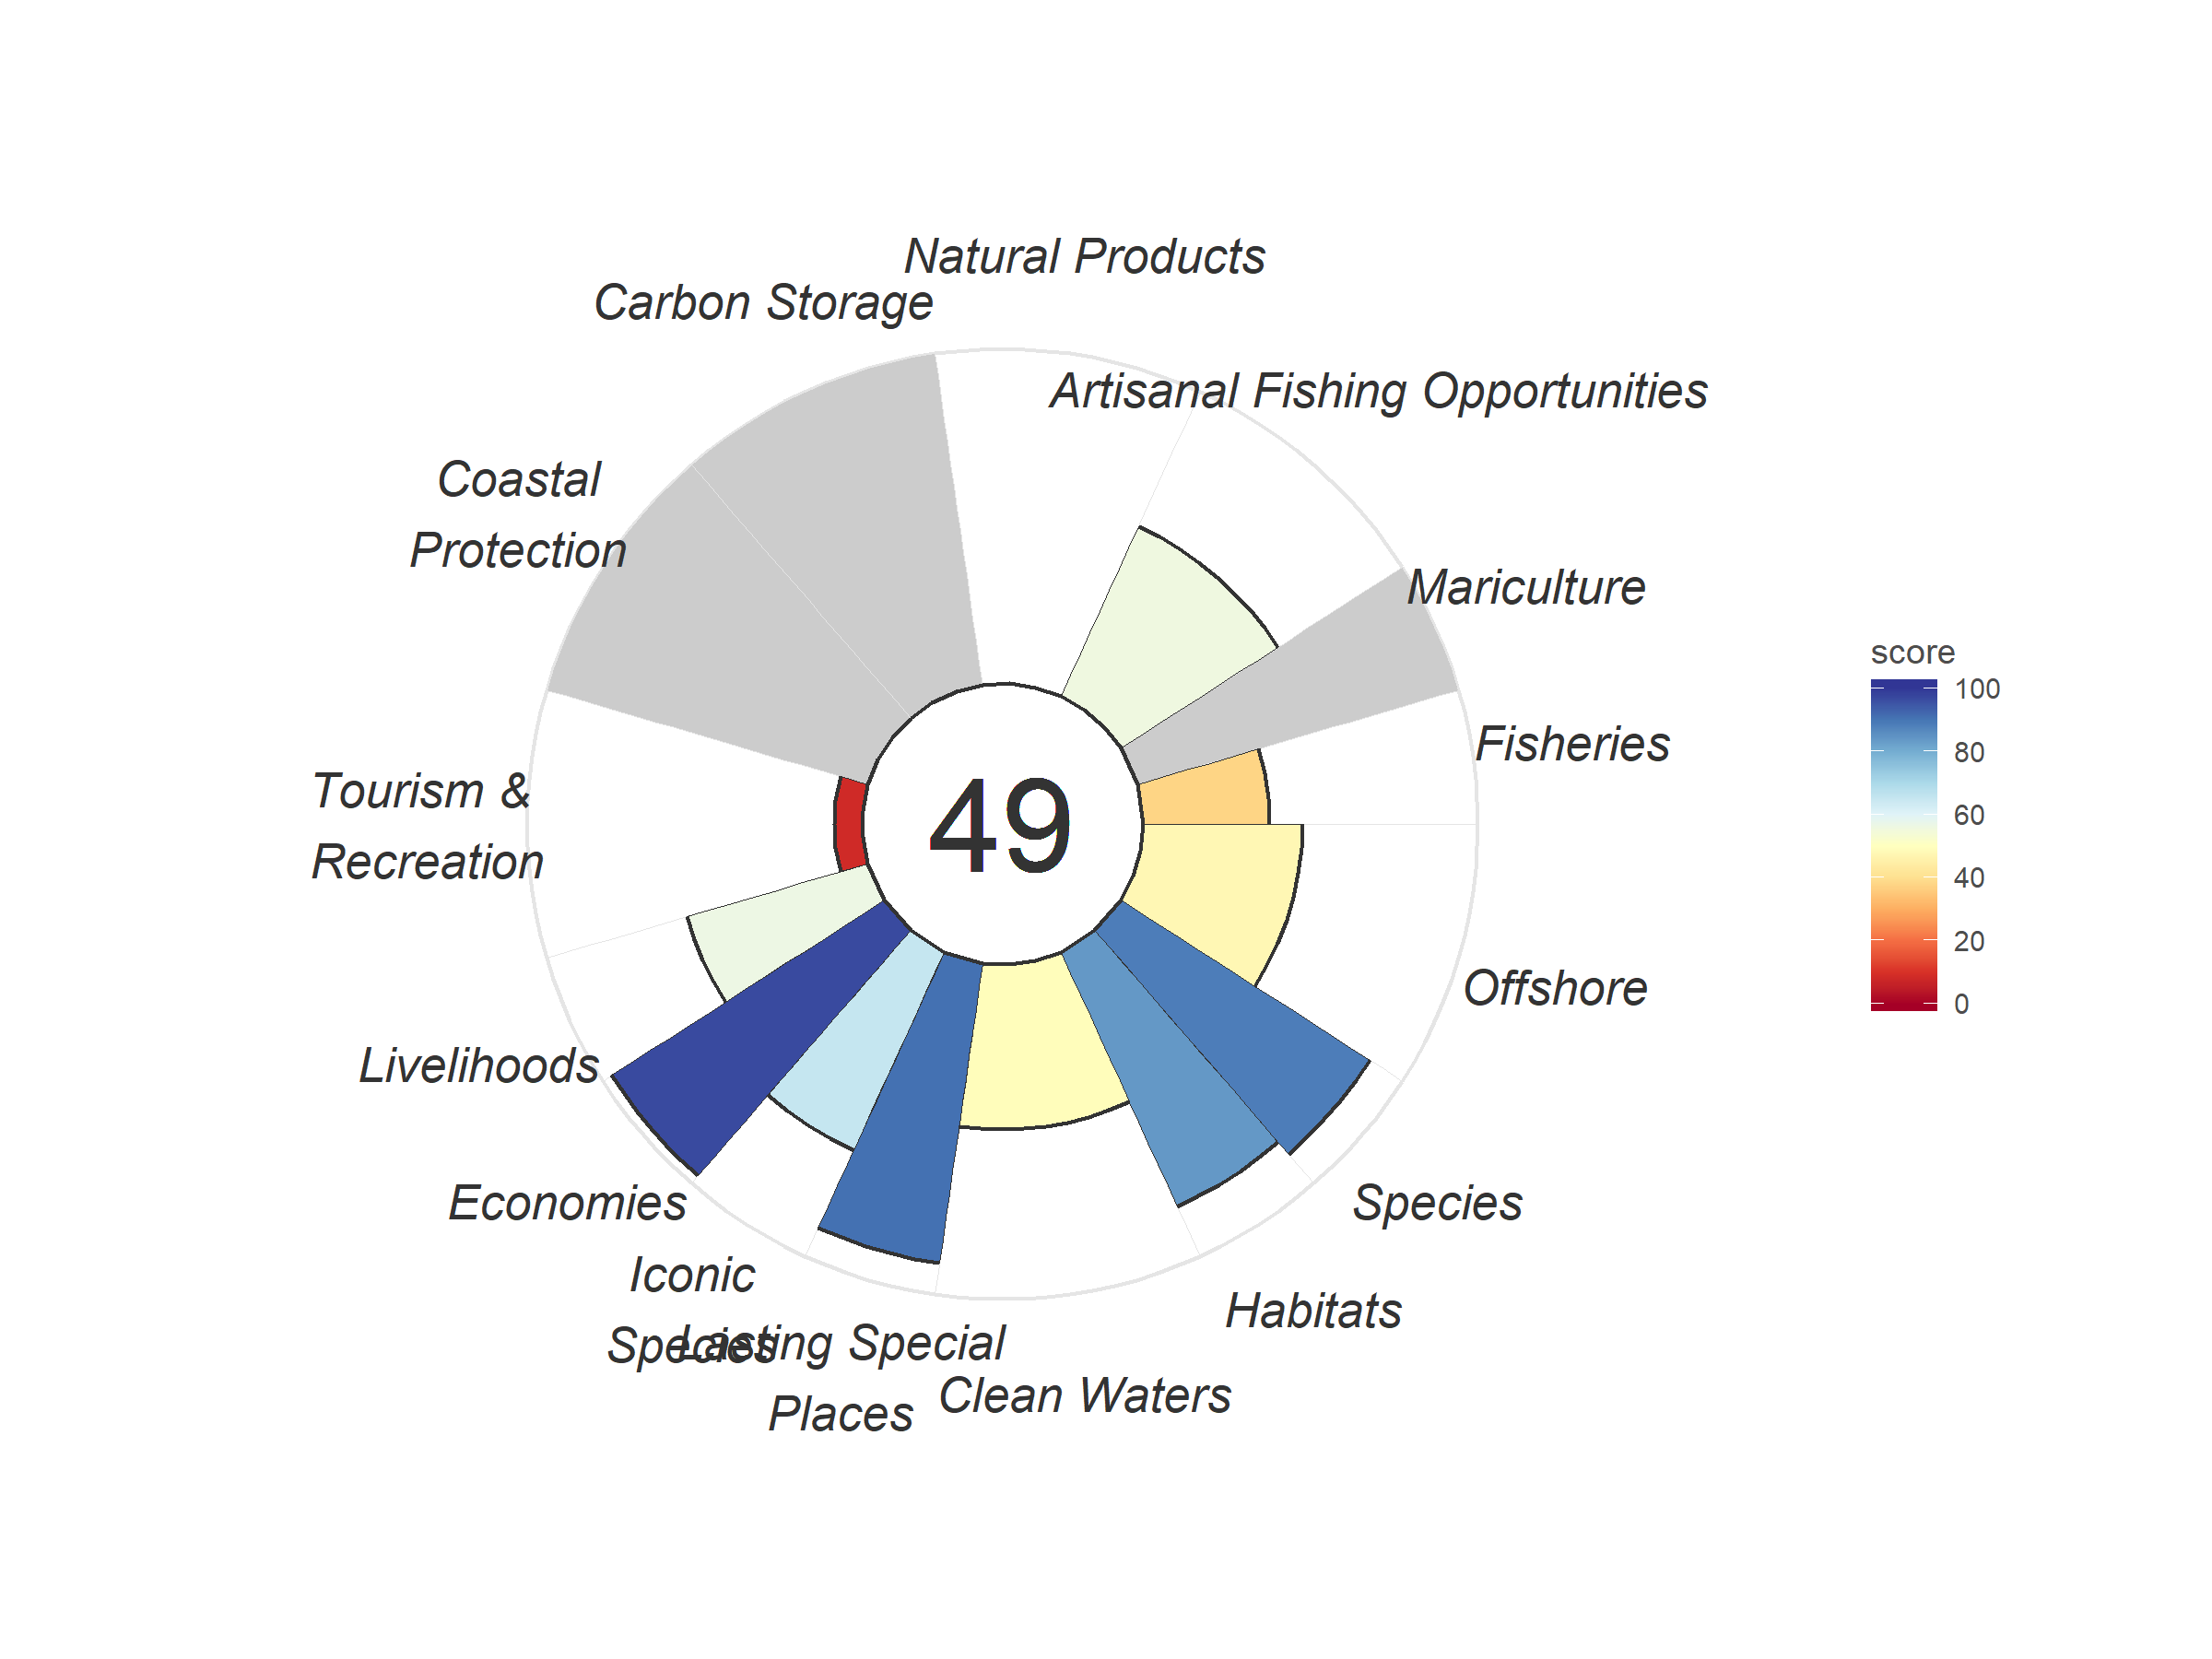 Natural Products
Carbon Storage
Artisanal Fishing Opportunities
Coastal
Protection
Mariculture
score
100
80
60
40
20
0
Fisheries
Tourism &
Recreation
49
Offshore
Livelihoods
Economies
Species
Iconic
Species
Habitats
Lasting Special
Places
Clean Waters